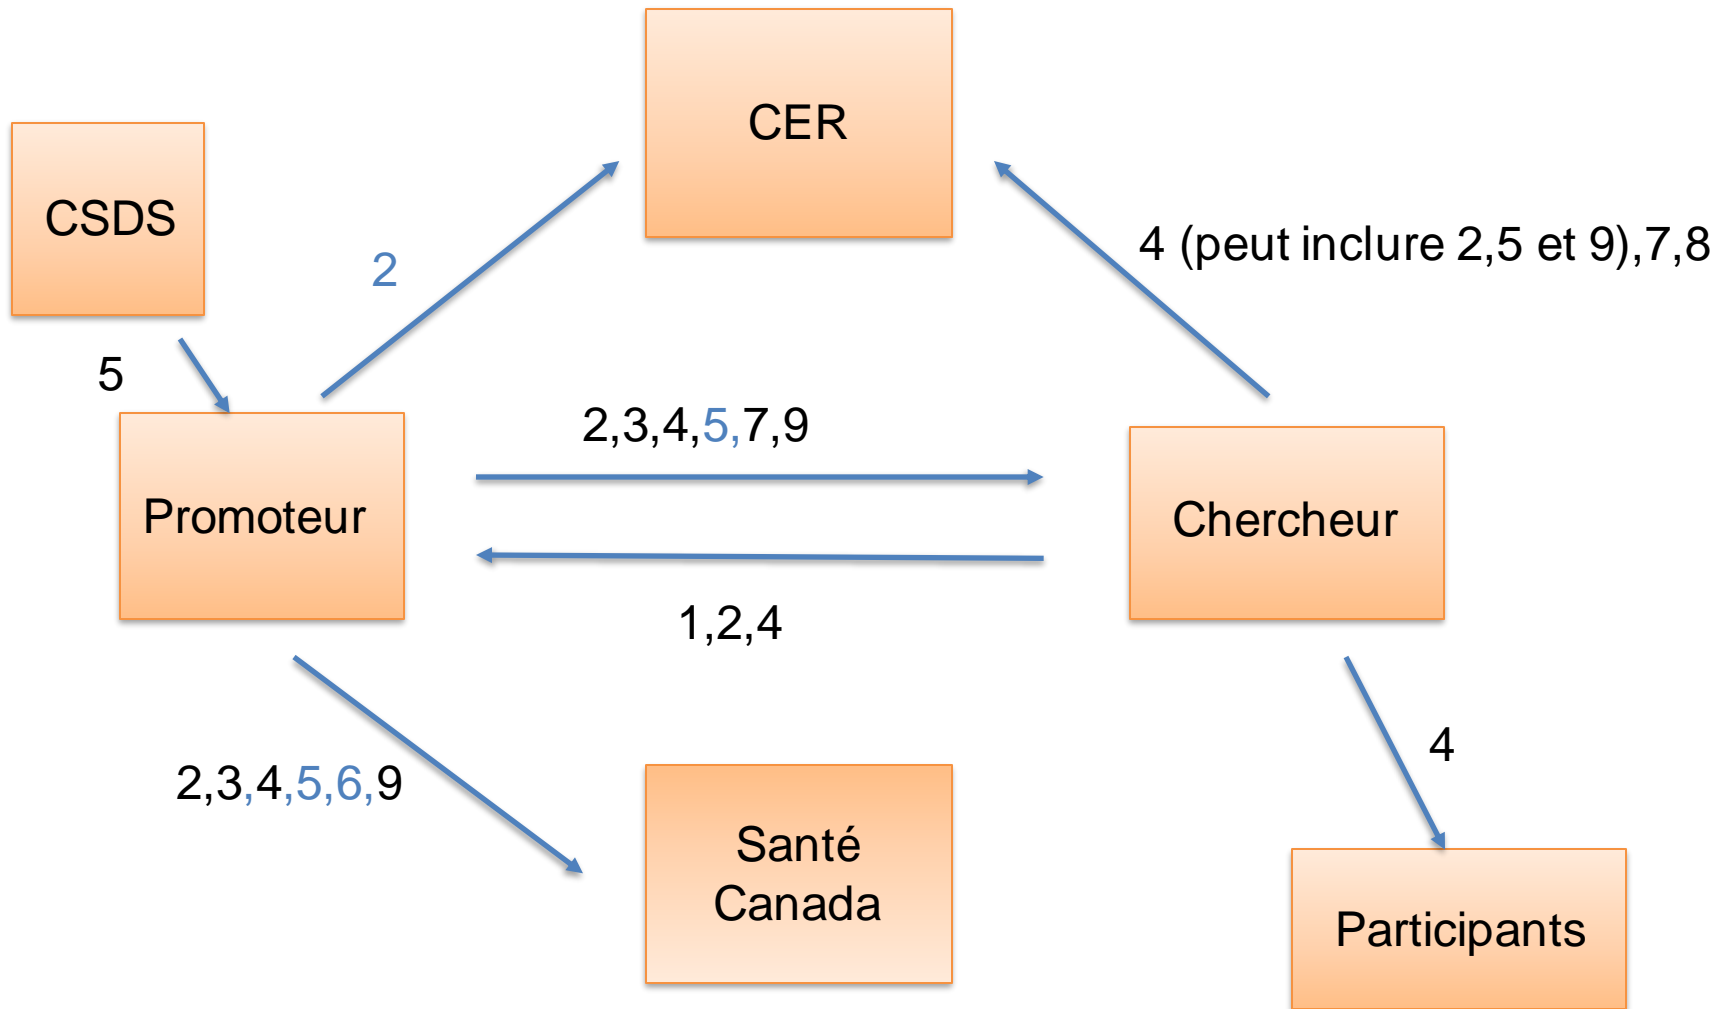 CER
CSDS
4 (peut inclure 2,5 et 9),7,8
2
5
2,3,4,5,7,9
Promoteur
Chercheur
1,2,4
4
2,3,4,5,6,9
Santé
Canada
Participants